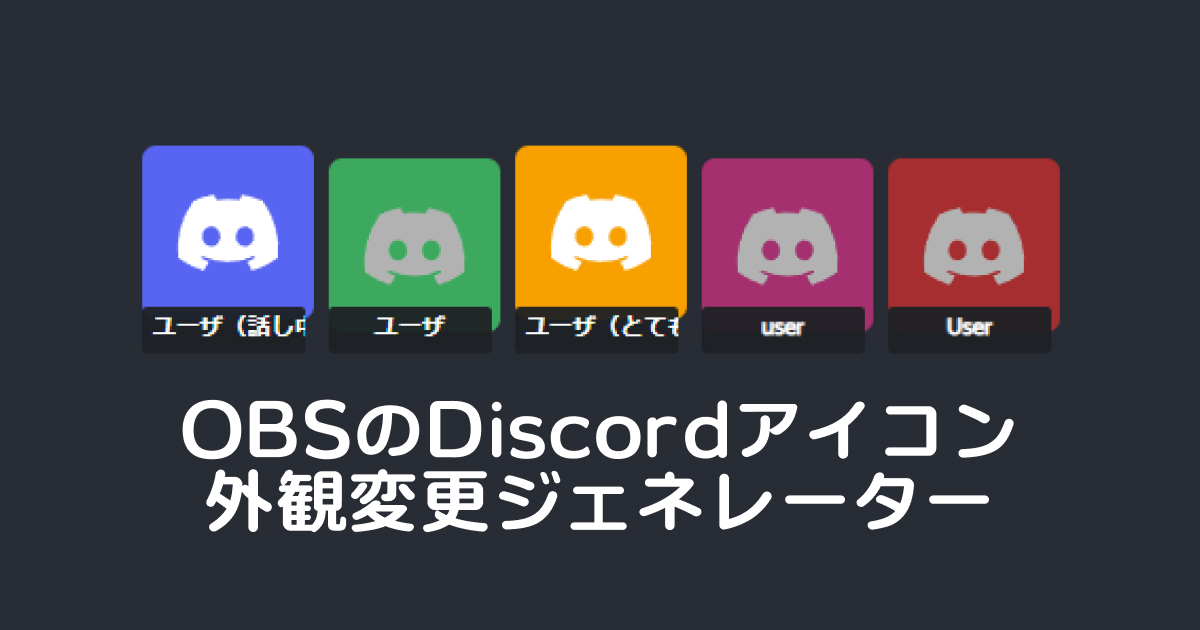 ユーザ（話し中
ユーザ
ユーザ（とても
user
User
OBSのDiscordアイコン
外観変更ジェネレーター